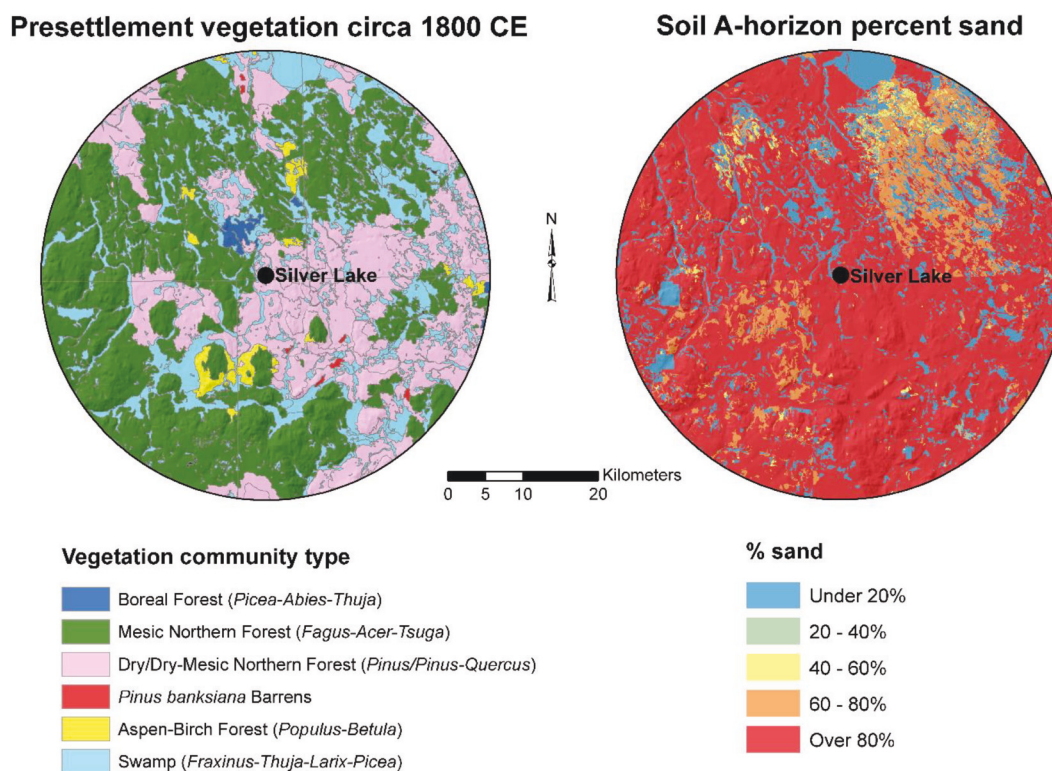 Presettlement vegetation circa 1800 CE
Soil A-horizon percent sand
Silver Lake
N
Silver Lake
Kilometers
0 5 10 20
Vegetation community type
Boreal Forest (Picea-Abies-Thuja)
Mesic Northern Forest (Fagus-Acer-Tsuga)
Dry/Dry-Mesic Northern Forest (Pinus/Pinus-Quercus)
Pinus banksiana Barrens
Aspen-Birch Forest (Populus-Betula)
Swamp (Fraxinus-Thuja-Larix-Picea)
% sand
Under 20%
20 - 40%
40 - 60%
60 - 80%
Over 80%